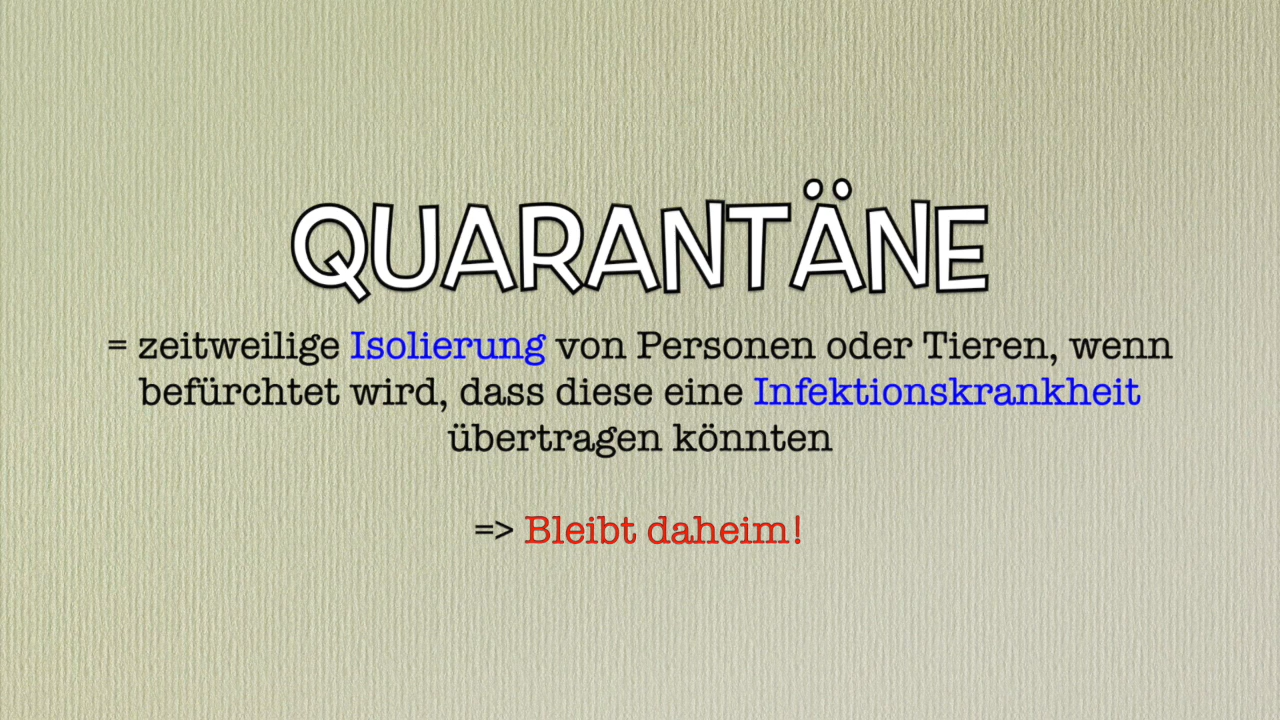 QUARANTÄNE
= zeitweilige Isolierung von Personen oder Tieren, wenn
befürchtet wird, dass diese eine Infektionskrankheit
übertragen könnten
=> Bleibt daheim!